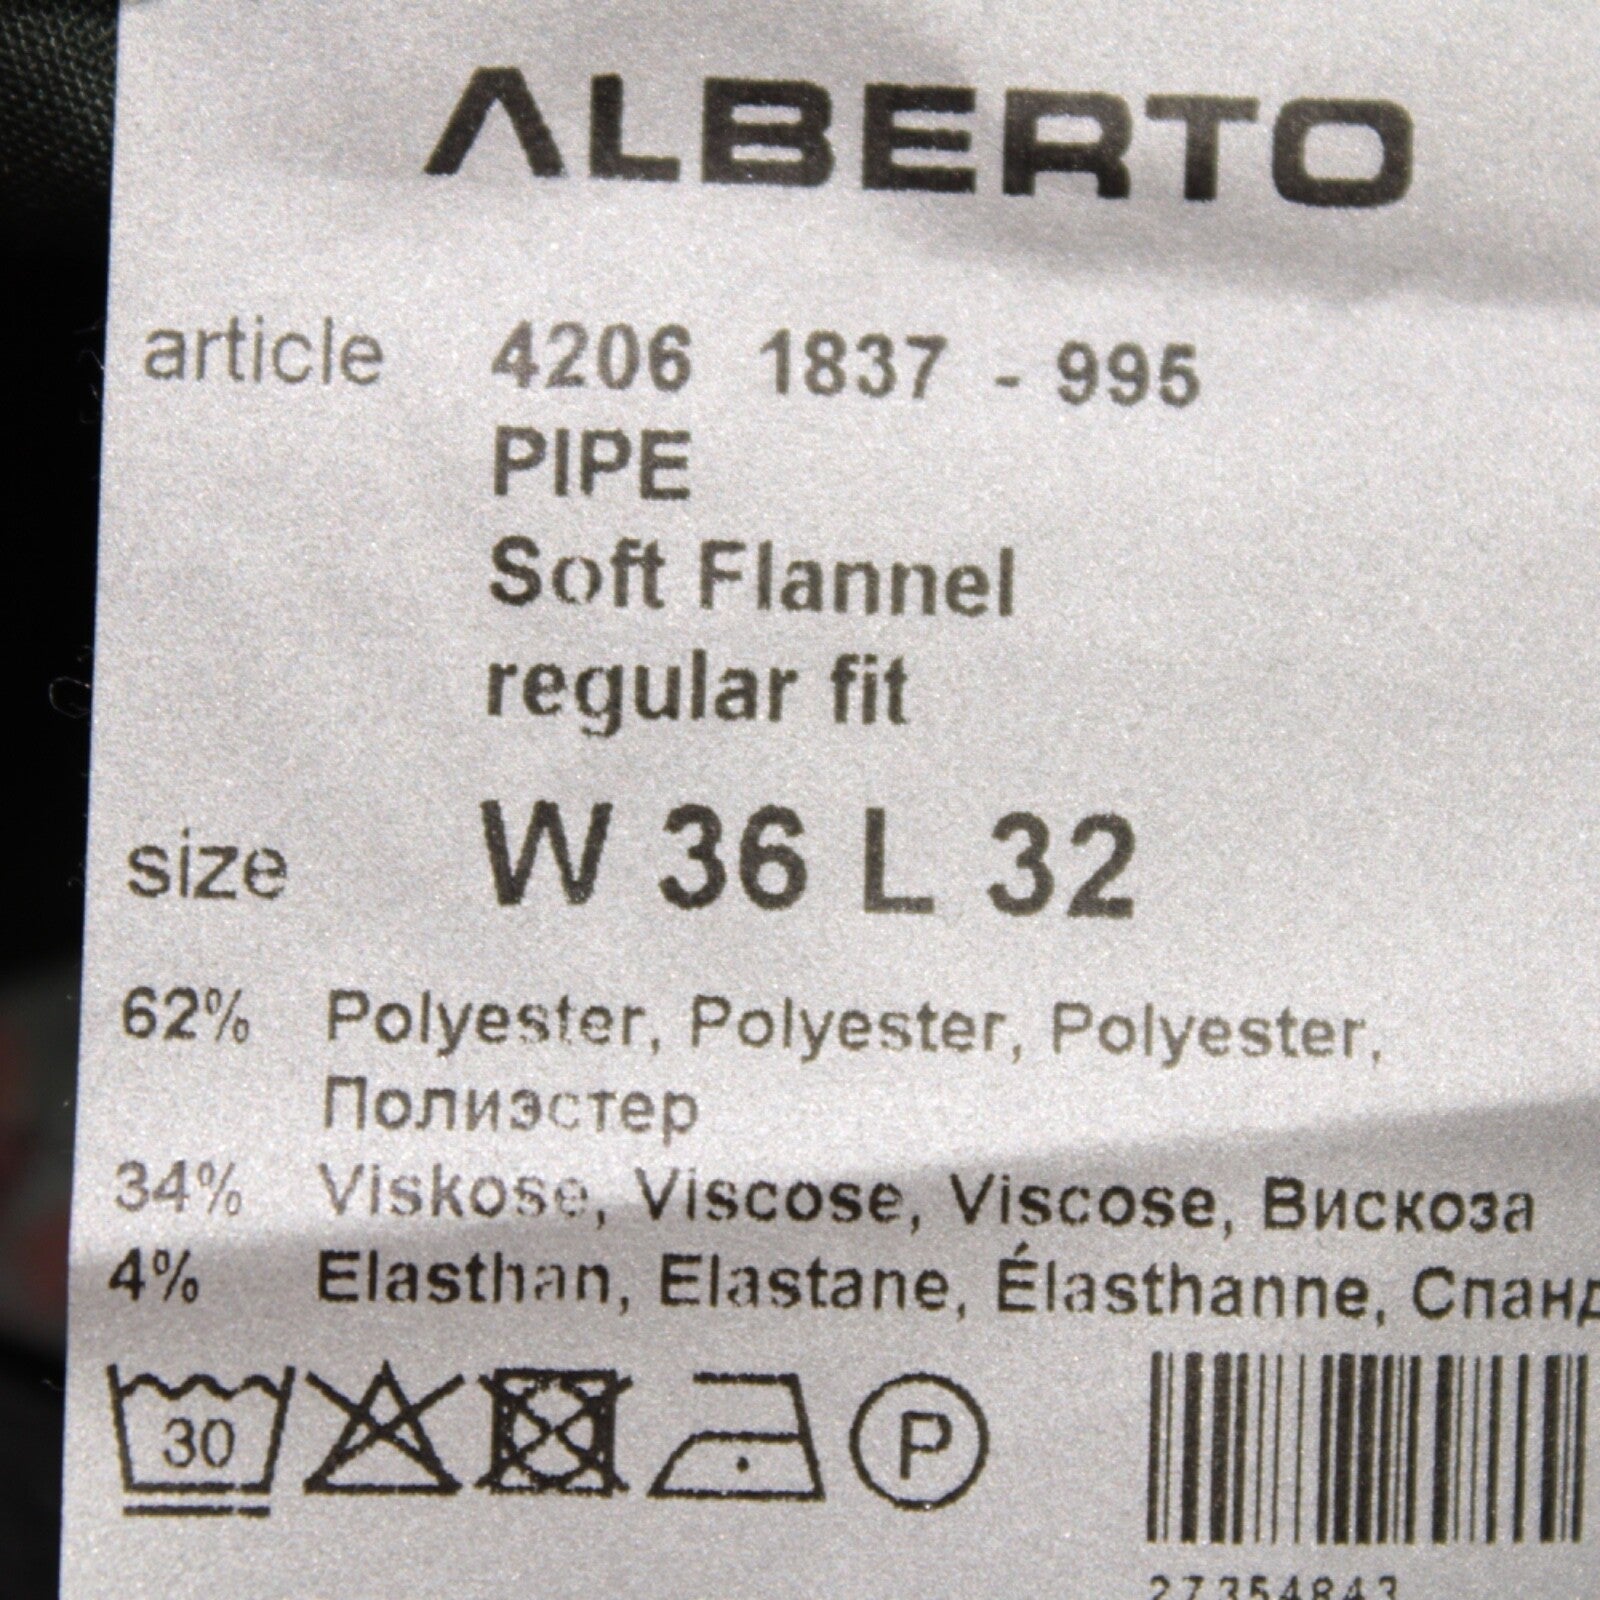 ALBERTO
article 4206 1837 - 995
PIPE
Soft Flannel
regular fit
size W 36 L 32
62% Polyester, Polyester, Polyester,
Полиэстер
34% Viskose, Viscose, Viscose, Вискоза
4% Elasthan, Elastane, Élasthanne, Спанд
30 P
27354843